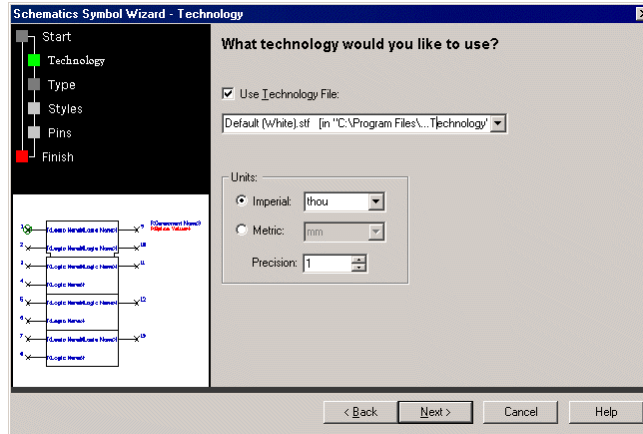 Schematics Symbol Wizard - Technology
Start
Technology
Type
Styles
Pins
Finish
What technology would you like to use?
Use Technology File:
Default (White).stf [in "C:\Program Files\...Technology"
Units:
Imperial: thou
Metric: mm
Precision: 1
< Back
Next >
Cancel
Help